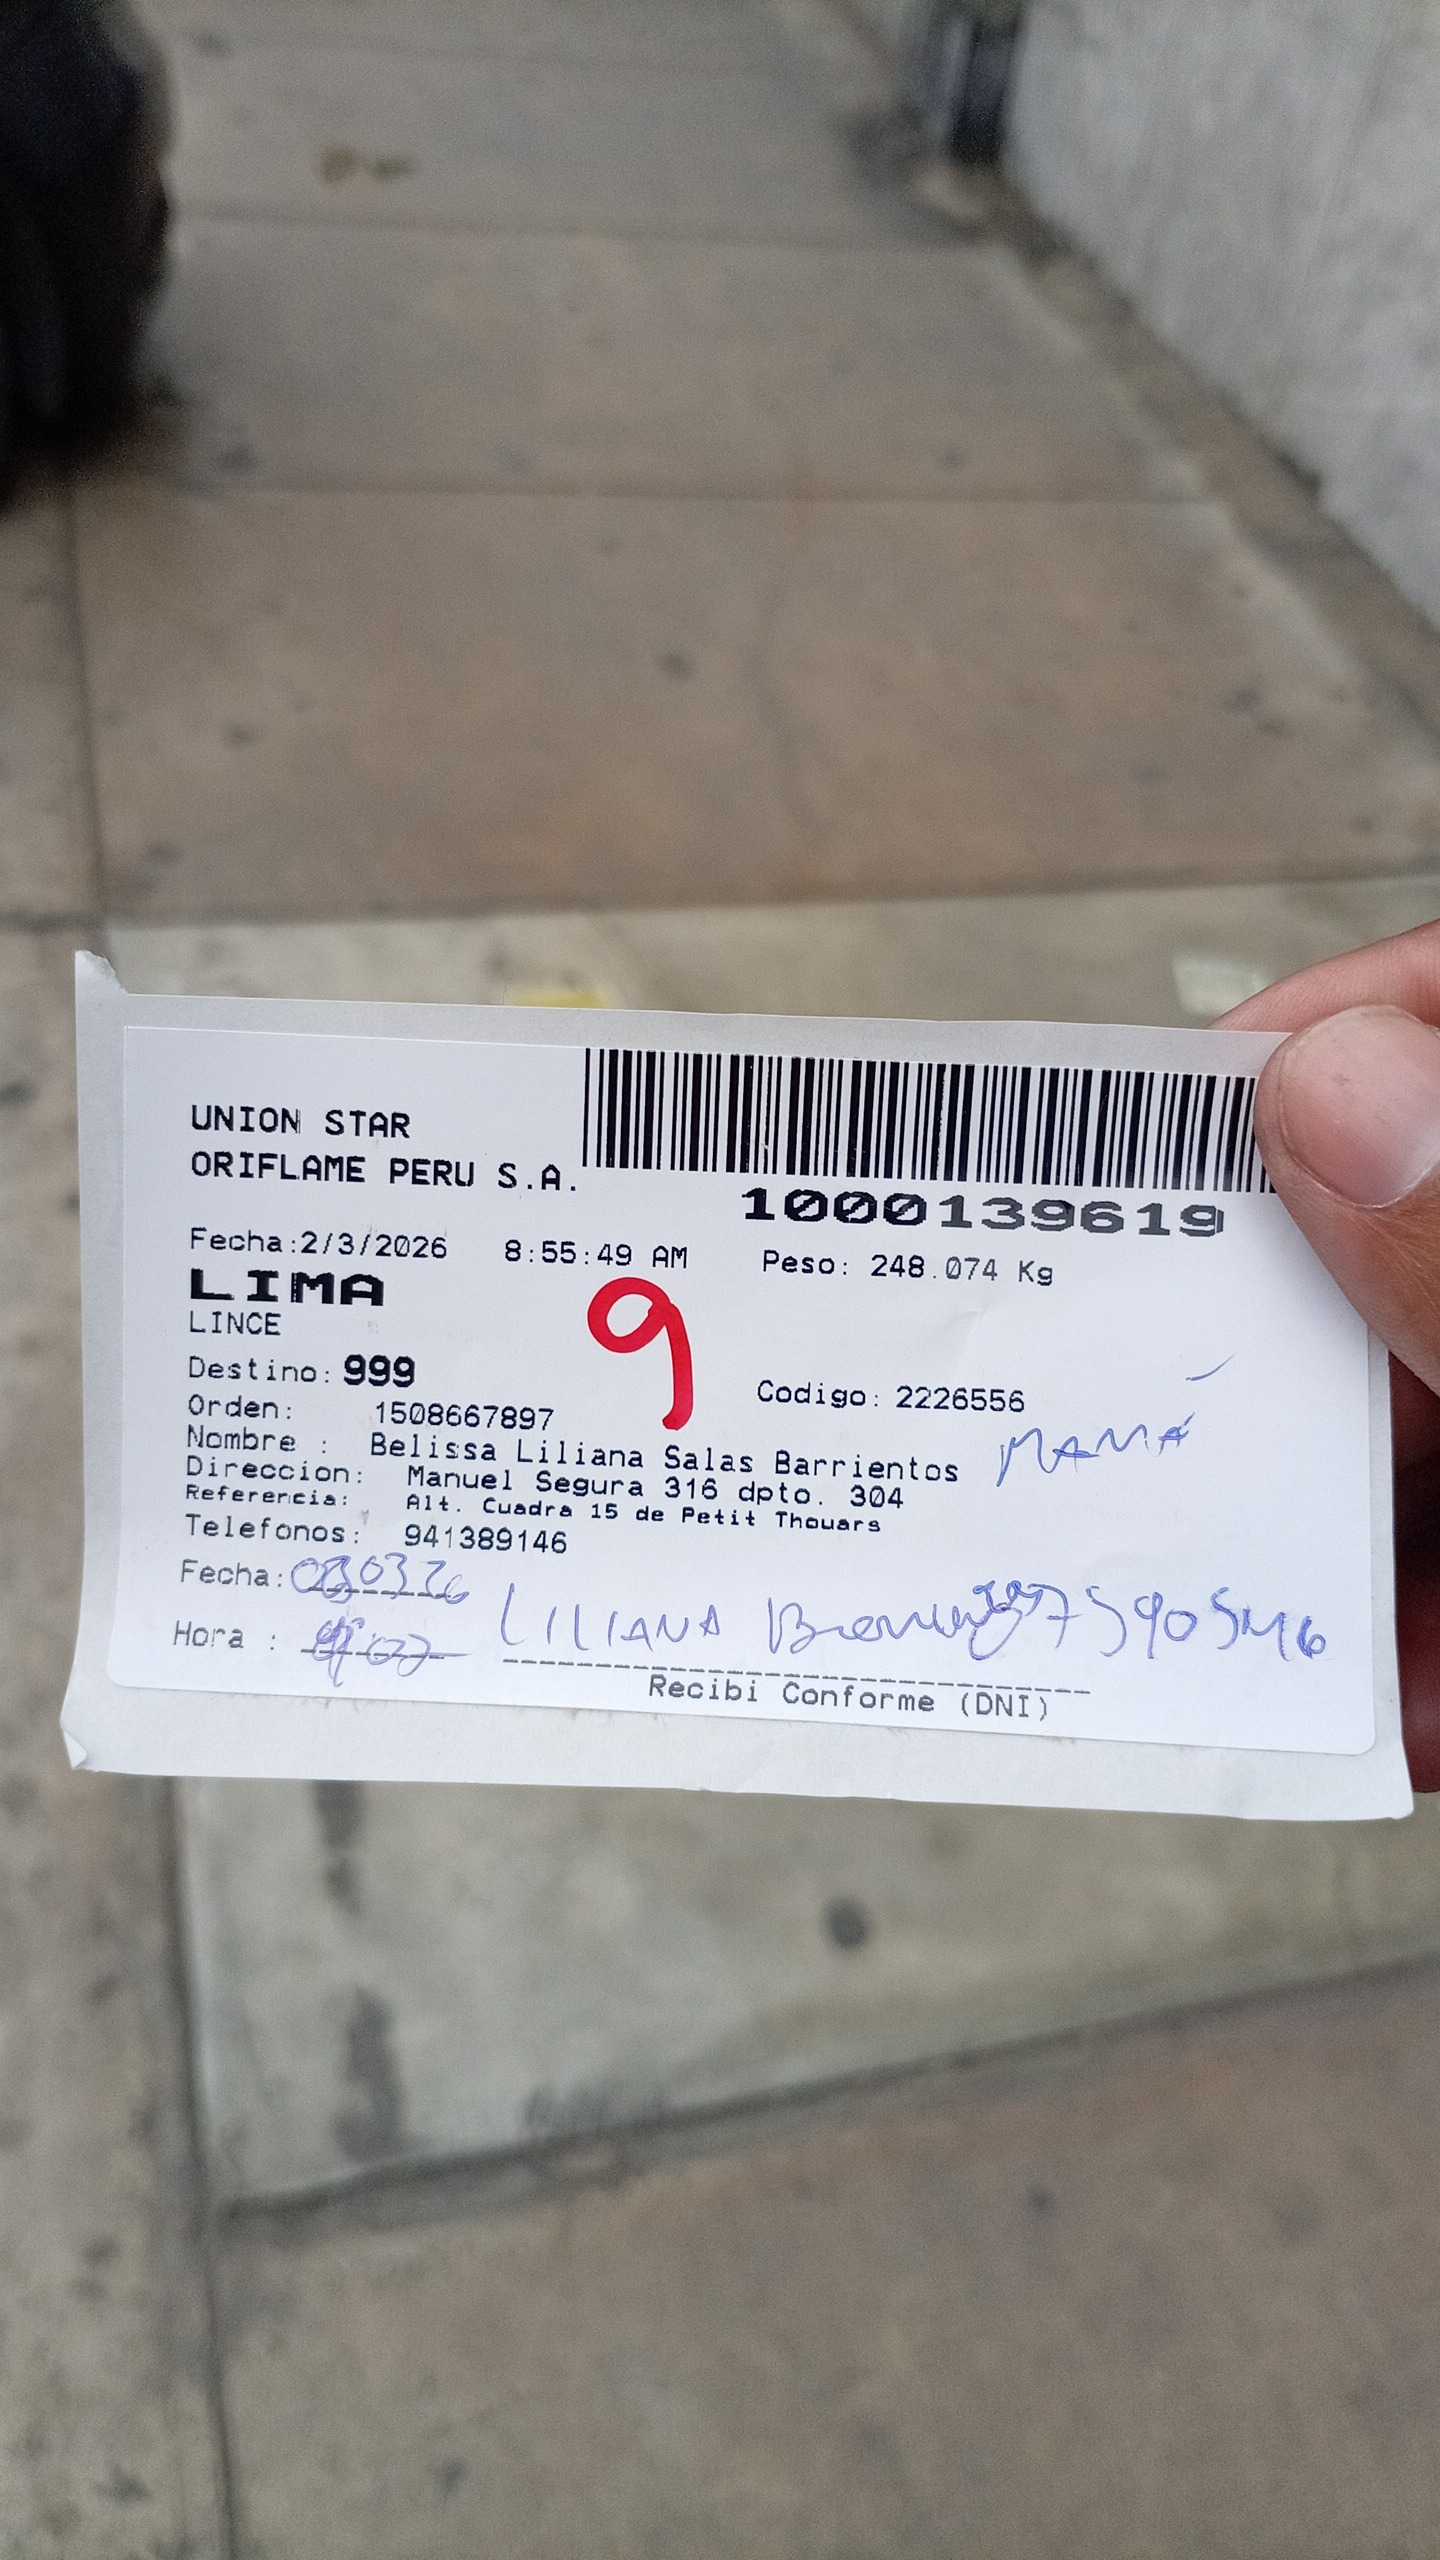 UNION STAR
ORIFLAME PERU S.A.
1000139619
Fecha:2/3/2026 8:55:49 AM Peso: 248.074 Kg
LIMA
LINCE
9
Destino: 999 Codigo: 2226556
Orden: 1508667897
Nombre : Belissa Liliana Salas Barrientos MAMÁ
Direccion: Manuel Segura 316 dpto. 304
Referencia: Alt. Cuadra 15 de Petit Thouars
Telefonos: 941389146
Fecha:
Hora : LILIANA
Recibi Conforme (DNI)